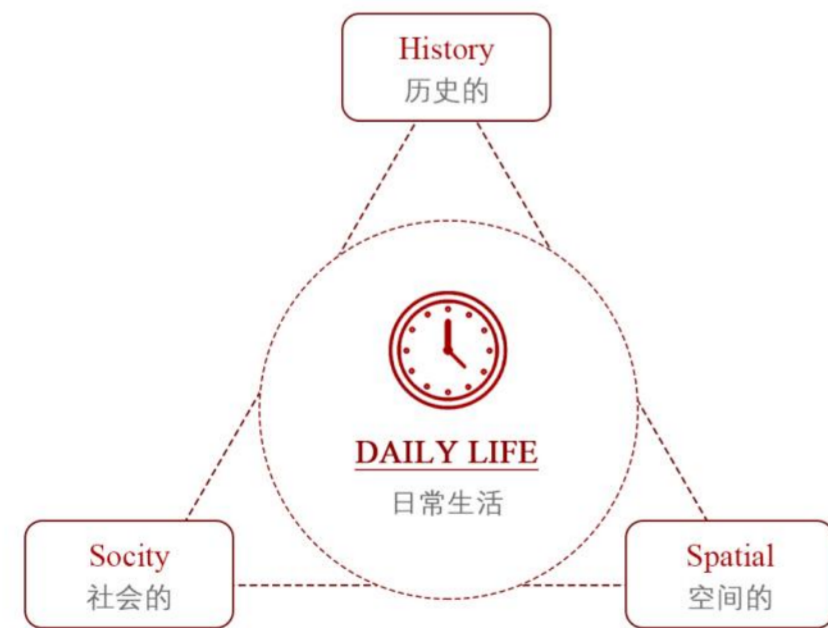 History
历史的
DAILY LIFE
日常生活
Socity
社会的
Spatial
空间的